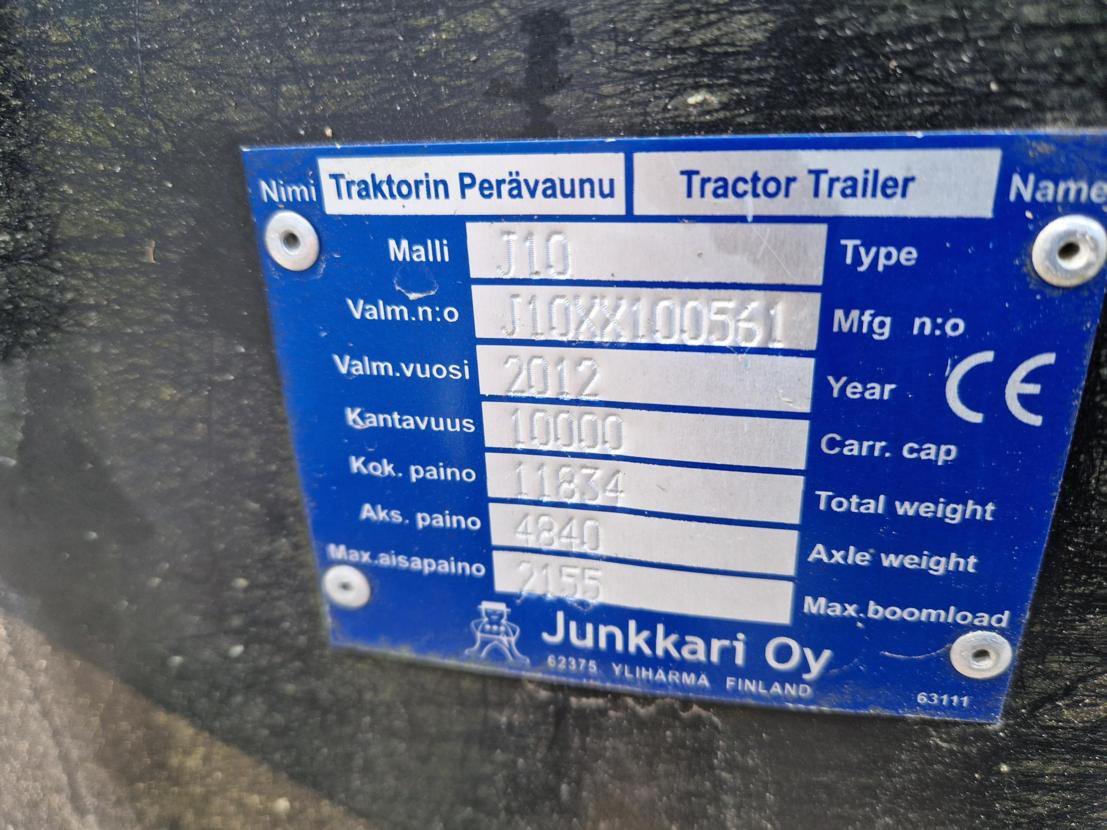 Nimi Traktorin Perävaunu Tractor Trailer Name
Malli J10 Type
Valm.n:o J10XX100561 Mfg n:o
Valm.vuosi 2012 Year CE
Kantavuus 10000 Carr. cap
Kok. paino 11834 Total weight
Aks. paino 4840 Axle weight
Max.aisapaino 2155 Max.boomload
Junkkari Oy
62375 YLIHÄRMÄ FINLAND
63111